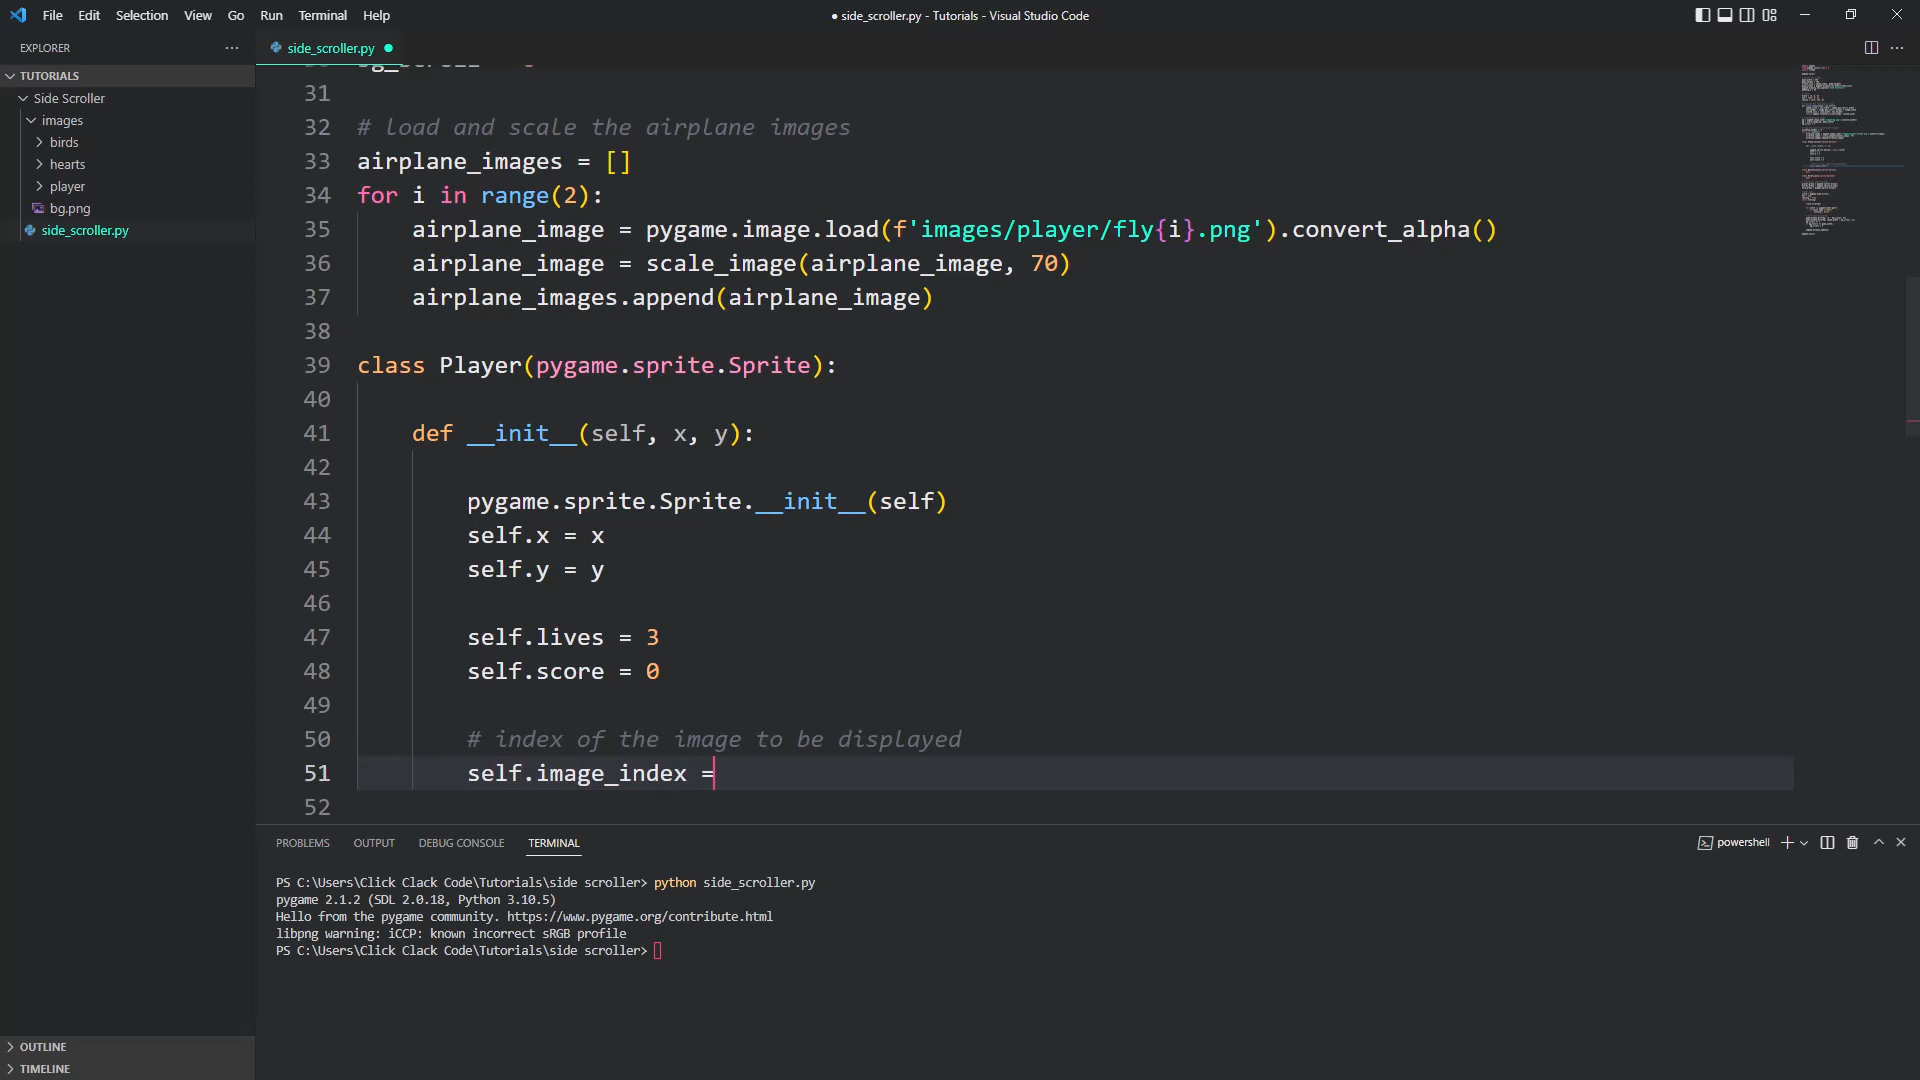 File Edit Selection View Go Run Terminal Help
● side_scroller.py - Tutorials - Visual Studio Code
EXPLORER
side_scroller.py
TUTORIALS
Side Scroller
images
birds
hearts
player
bg.png
side_scroller.py
31
32 # load and scale the airplane images
33 airplane_images = []
34 for i in range(2):
35 airplane_image = pygame.image.load(f'images/player/fly{i}.png').convert_alpha()
36 airplane_image = scale_image(airplane_image, 70)
37 airplane_images.append(airplane_image)
38
39 class Player(pygame.sprite.Sprite):
40
41 def __init__(self, x, y):
42
43 pygame.sprite.Sprite.__init__(self)
44 self.x = x
45 self.y = y
46
47 self.lives = 3
48 self.score = 0
49
50 # index of the image to be displayed
51 self.image_index =
52
PROBLEMS OUTPUT DEBUG CONSOLE TERMINAL
powershell
PS C:\Users\Click Clack Code\Tutorials\side scroller> python side_scroller.py
pygame 2.1.2 (SDL 2.0.18, Python 3.10.5)
Hello from the pygame community. https://www.pygame.org/contribute.html
libpng warning: iCCP: known incorrect sRGB profile
PS C:\Users\Click Clack Code\Tutorials\side scroller>
OUTLINE
TIMELINE